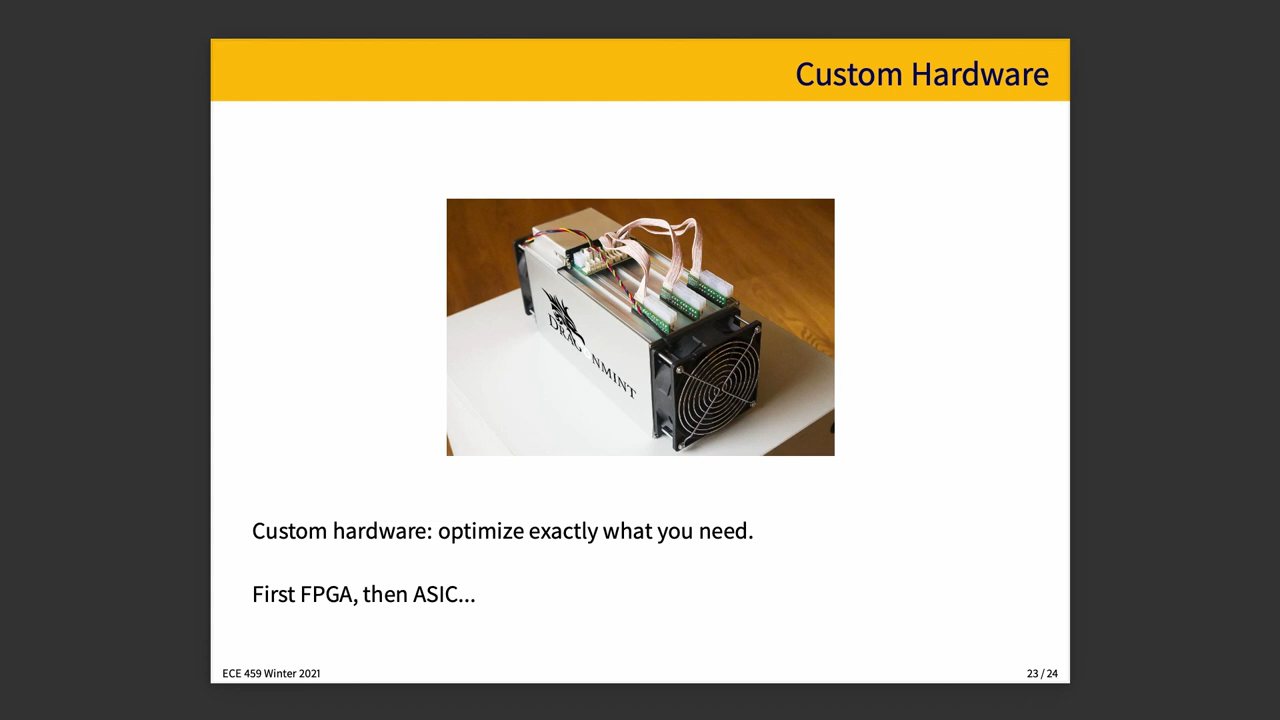 Custom Hardware
DRAGONMINT
Custom hardware: optimize exactly what you need.
First FPGA, then ASIC...
ECE 459 Winter 2021
23 / 24